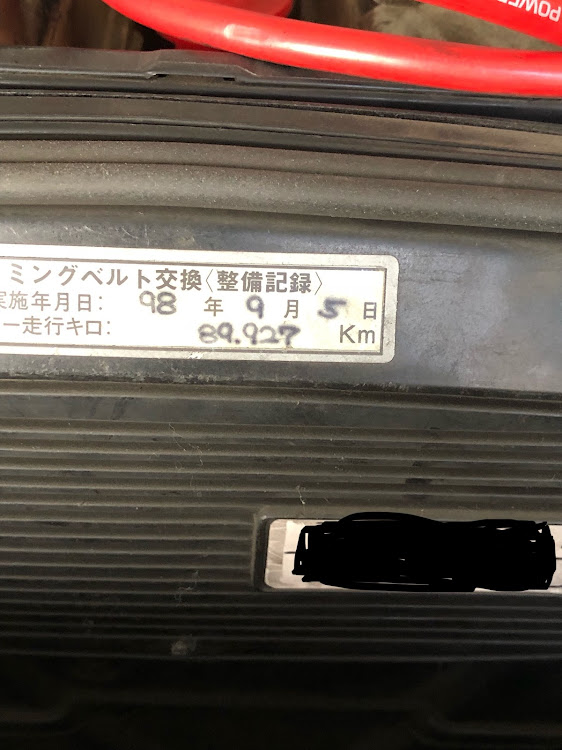 POWER
ミングベルト交換〈整備記録〉
実施年月日: 98 年 9 月 5 日
ー走行キロ: 89.927 Km